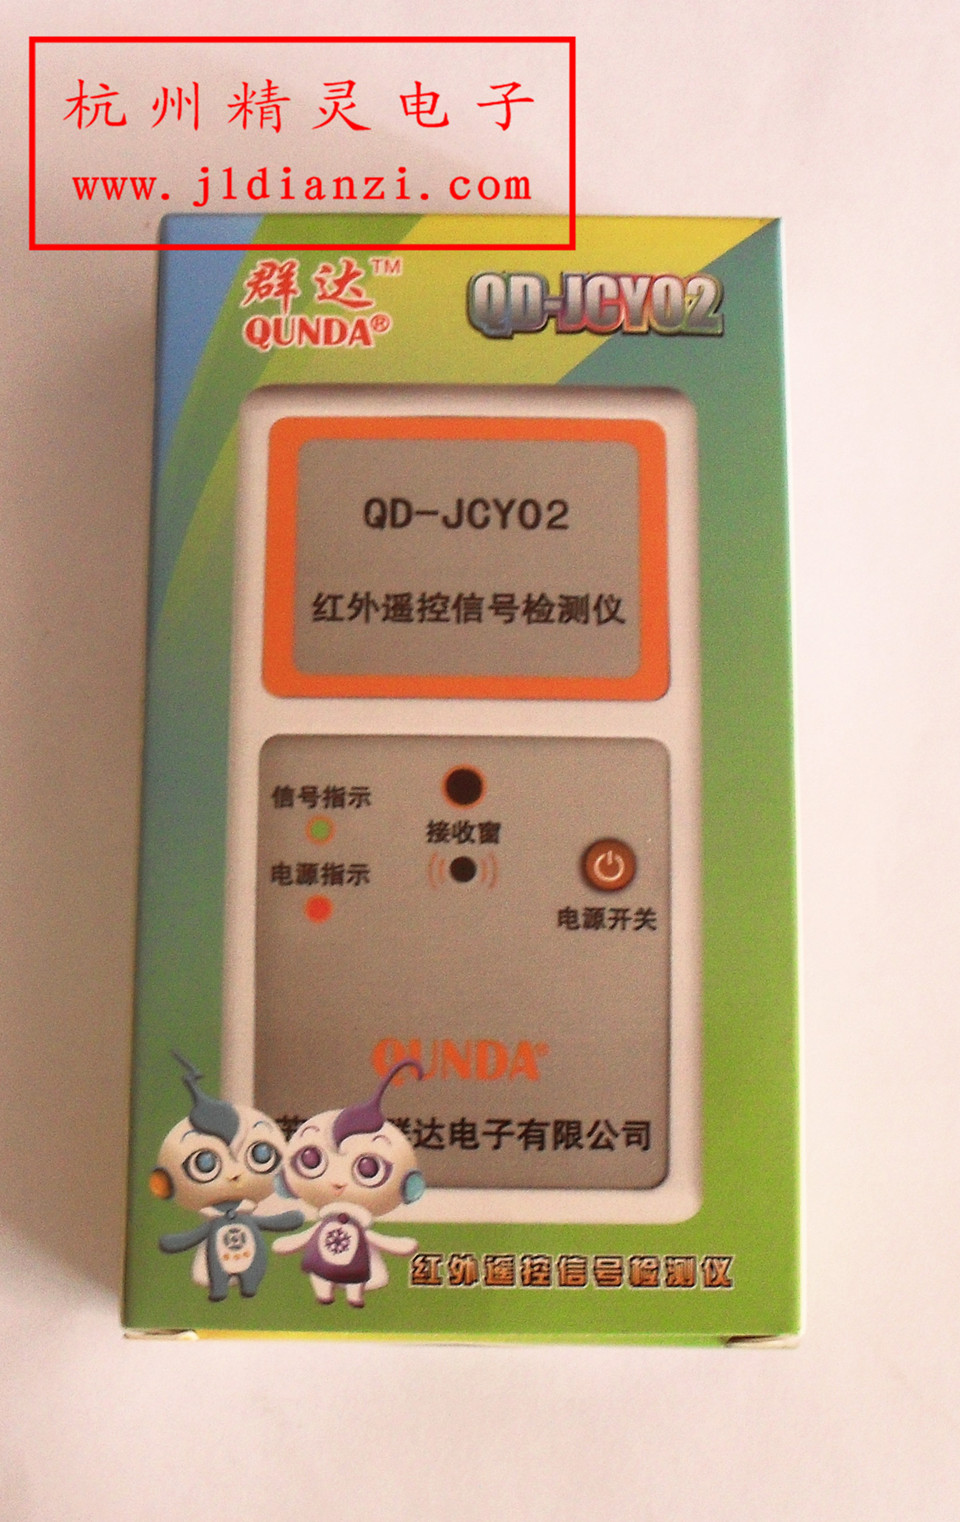 杭州精灵电子
www.jldianzi.com
群达™
QUNDA®
QD-JCY02
QD-JCY02
红外遥控信号检测仪
信号指示
接收窗
电源指示
电源开关
QUNDA®
群达电子有限公司
红外遥控信号检测仪